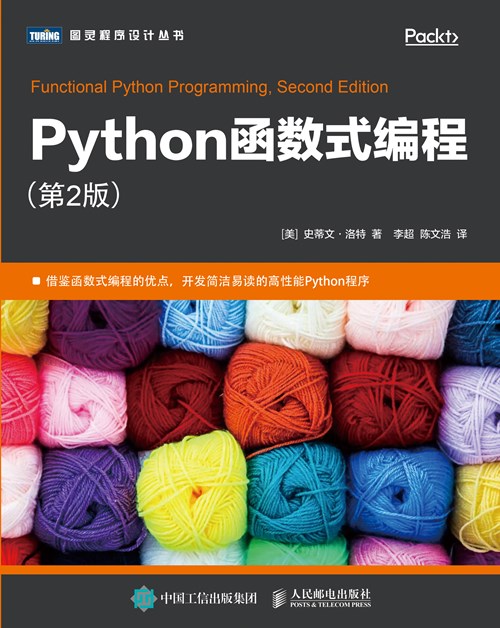 TURING 图灵程序设计丛书 Packt>
Functional Python Programming, Second Edition
Python函数式编程
（第2版）
[美] 史蒂文·洛特 著 李超 陈文浩 译
■ 借鉴函数式编程的优点，开发简洁易读的高性能Python程序
中国工信出版集团 人民邮电出版社
POSTS & TELECOM PRESS